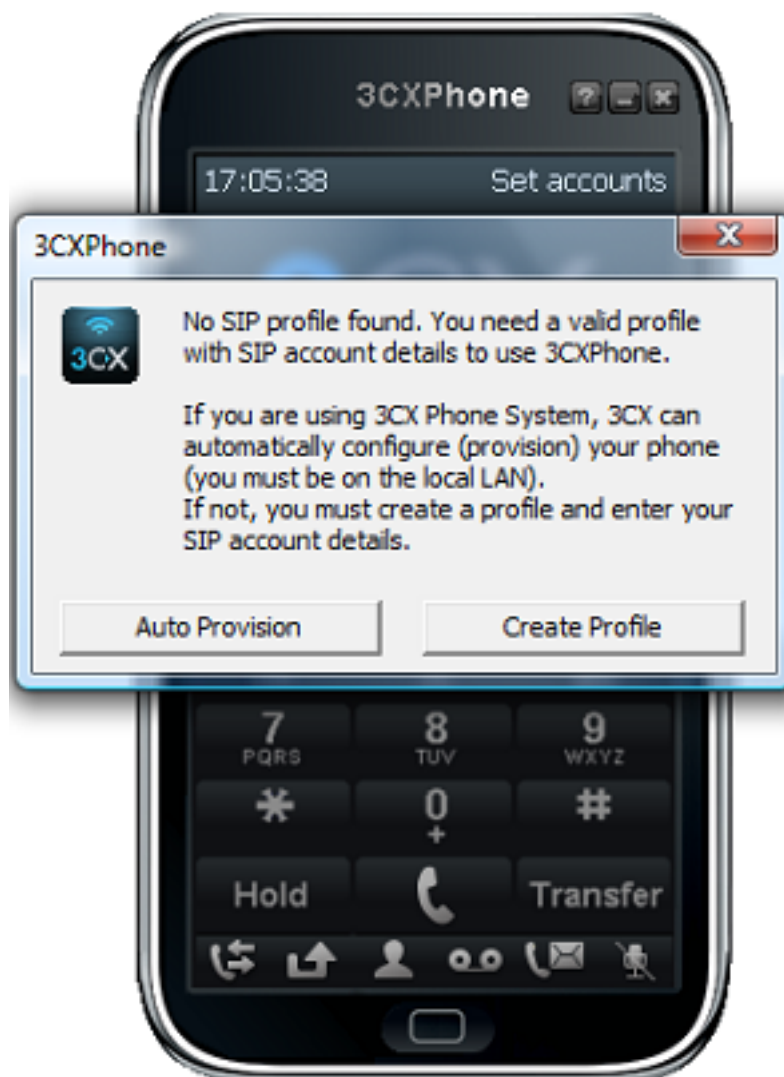 3CXPhone
17:05:38 Set accounts
3CXPhone
3CX
No SIP profile found. You need a valid profile
with SIP account details to use 3CXPhone.
If you are using 3CX Phone System, 3CX can
automatically configure (provision) your phone
(you must be on the local LAN).
If not, you must create a profile and enter your
SIP account details.
Auto Provision Create Profile
7 8 9
PQRS TUV WXYZ
* 0 #
+
Hold Transfer